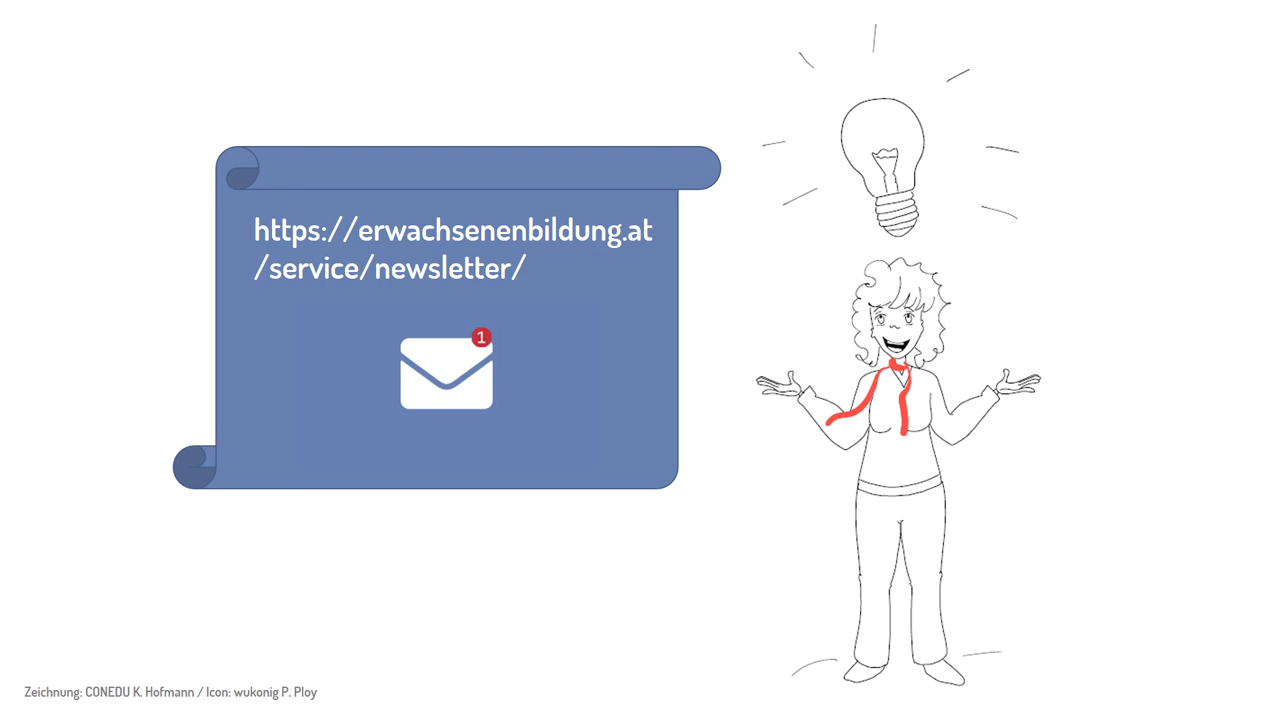 https://erwachsenenbildung.at
/service/newsletter/
1
Zeichnung: CONEDU K. Hofmann / Icon: wukonig P. Ploy